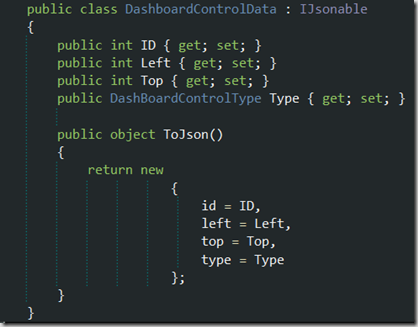 public class DashboardControlData : IJsonable
{
    public int ID { get; set; }
    public int Left { get; set; }
    public int Top { get; set; }
    public DashBoardControlType Type { get; set; }

    public object ToJson()
    {
        return new
                   {
                       id = ID,
                       left = Left,
                       top = Top,
                       type = Type
                   };
    }
}